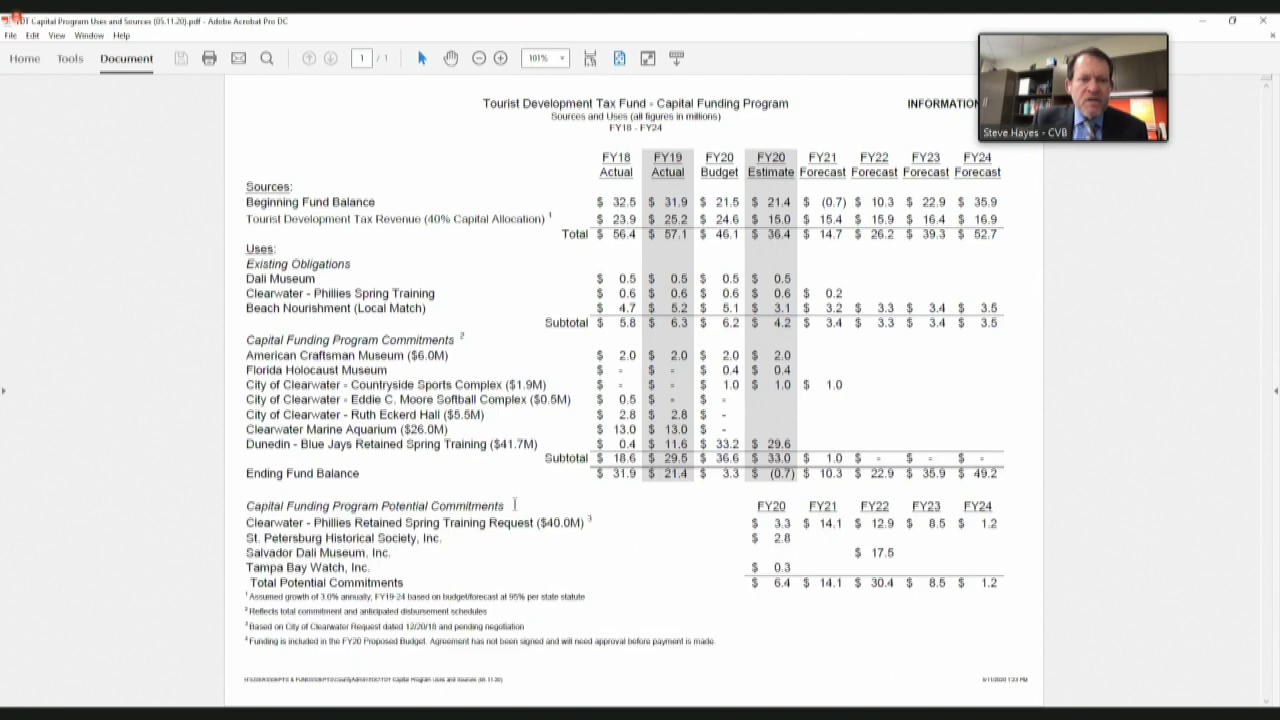 TDT Capital Program Uses and Sources (05.11.20).pdf - Adobe Acrobat Pro DC
File Edit View Window Help
Home Tools Document 1 / 1 101%
Steve Hayes - CVB
Tourist Development Tax Fund - Capital Funding Program INFORMATION
Sources and Uses (all figures in millions)
FY18 - FY24
FY18 FY19 FY20 FY20 FY21 FY22 FY23 FY24
Actual Actual Budget Estimate Forecast Forecast Forecast Forecast
Sources:
Beginning Fund Balance $ 32.5 $ 31.9 $ 21.5 $ 21.4 $ (0.7) $ 10.3 $ 22.9 $ 35.9
Tourist Development Tax Revenue (40% Capital Allocation) 1 $ 23.9 $ 25.2 $ 24.6 $ 15.0 $ 15.4 $ 15.9 $ 16.4 $ 16.9
Total $ 56.4 $ 57.1 $ 46.1 $ 36.4 $ 14.7 $ 26.2 $ 39.3 $ 52.7
Uses:
Existing Obligations
Dali Museum $ 0.5 $ 0.5 $ 0.5 $ 0.5
Clearwater - Phillies Spring Training $ 0.6 $ 0.6 $ 0.6 $ 0.6 $ 0.2
Beach Nourishment (Local Match) $ 4.7 $ 5.2 $ 5.1 $ 3.1 $ 3.2 $ 3.3 $ 3.4 $ 3.5
Subtotal $ 5.8 $ 6.3 $ 6.2 $ 4.2 $ 3.4 $ 3.3 $ 3.4 $ 3.5
Capital Funding Program Commitments 2
American Craftsman Museum ($6.0M) $ 2.0 $ 2.0 $ 2.0 $ 2.0
Florida Holocaust Museum $ - $ - $ 0.4 $ 0.4
City of Clearwater - Countryside Sports Complex ($1.9M) $ - $ - $ 1.0 $ 1.0 $ 1.0
City of Clearwater - Eddie C. Moore Softball Complex ($0.5M) $ 0.5 $ - $ -
City of Clearwater - Ruth Eckerd Hall ($5.5M) $ 2.8 $ 2.8 $ -
Clearwater Marine Aquarium ($26.0M) $ 13.0 $ 13.0 $ -
Dunedin - Blue Jays Retained Spring Training ($41.7M) $ 0.4 $ 11.6 $ 33.2 $ 29.6
Subtotal $ 18.6 $ 29.5 $ 36.6 $ 33.0 $ 1.0 $ - $ - $ -
Ending Fund Balance $ 31.9 $ 21.4 $ 3.3 $ (0.7) $ 10.3 $ 22.9 $ 35.9 $ 49.2
Capital Funding Program Potential Commitments FY20 FY21 FY22 FY23 FY24
Clearwater - Phillies Retained Spring Training Request ($40.0M) 3 $ 3.3 $ 14.1 $ 12.9 $ 8.5 $ 1.2
St. Petersburg Historical Society, Inc. $ 2.8
Salvador Dali Museum, Inc. $ 17.5
Tampa Bay Watch, Inc. $ 0.3
Total Potential Commitments $ 6.4 $ 14.1 $ 30.4 $ 8.5 $ 1.2
1 Assumed growth of 3.0% annually; FY19-24 based on budget/forecast at 95% per state statute
2 Reflects total commitment and anticipated disbursement schedules
3 Based on City of Clearwater Request dated 12/20/18 and pending negotiation
4 Funding is included in the FY20 Proposed Budget. Agreement has not been signed and will need approval before payment is made.
5/11/2020 1:23 PM